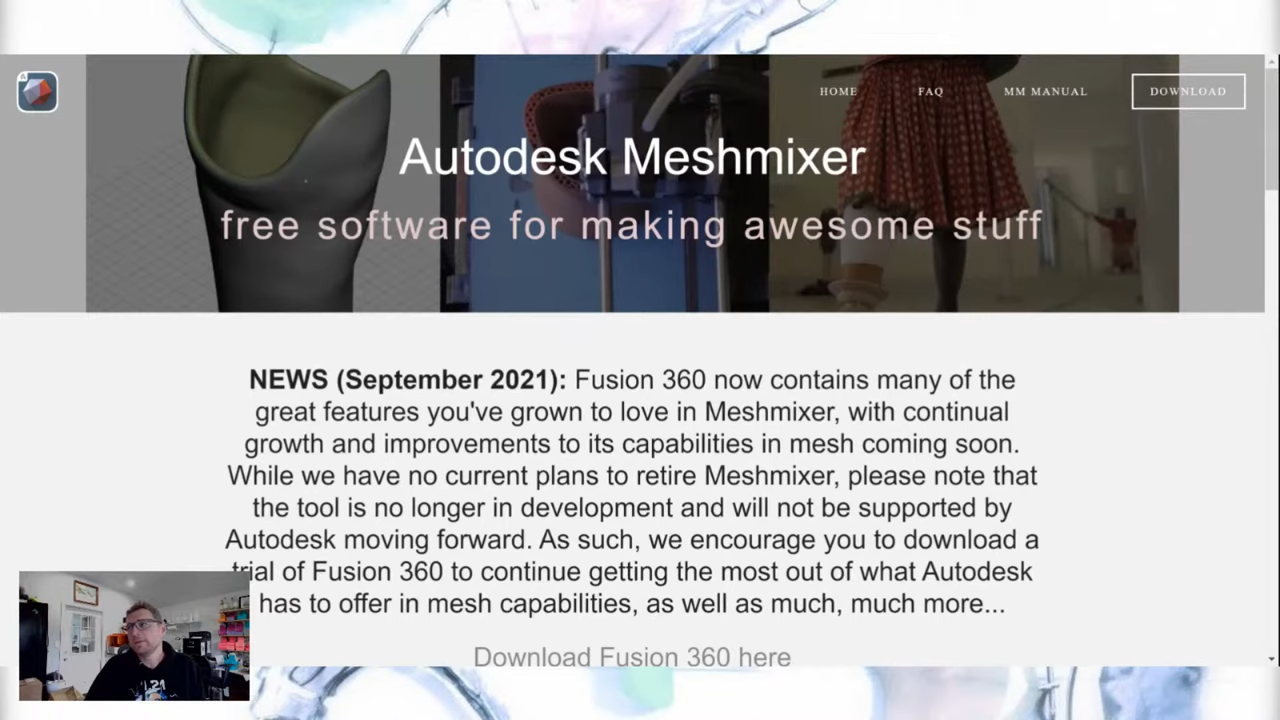 HOME FAQ MM MANUAL DOWNLOAD
Autodesk Meshmixer
free software for making awesome stuff
NEWS (September 2021): Fusion 360 now contains many of the
great features you've grown to love in Meshmixer, with continual
growth and improvements to its capabilities in mesh coming soon.
While we have no current plans to retire Meshmixer, please note that
the tool is no longer in development and will not be supported by
Autodesk moving forward. As such, we encourage you to download a
trial of Fusion 360 to continue getting the most out of what Autodesk
has to offer in mesh capabilities, as well as much, much more...
Download Fusion 360 here